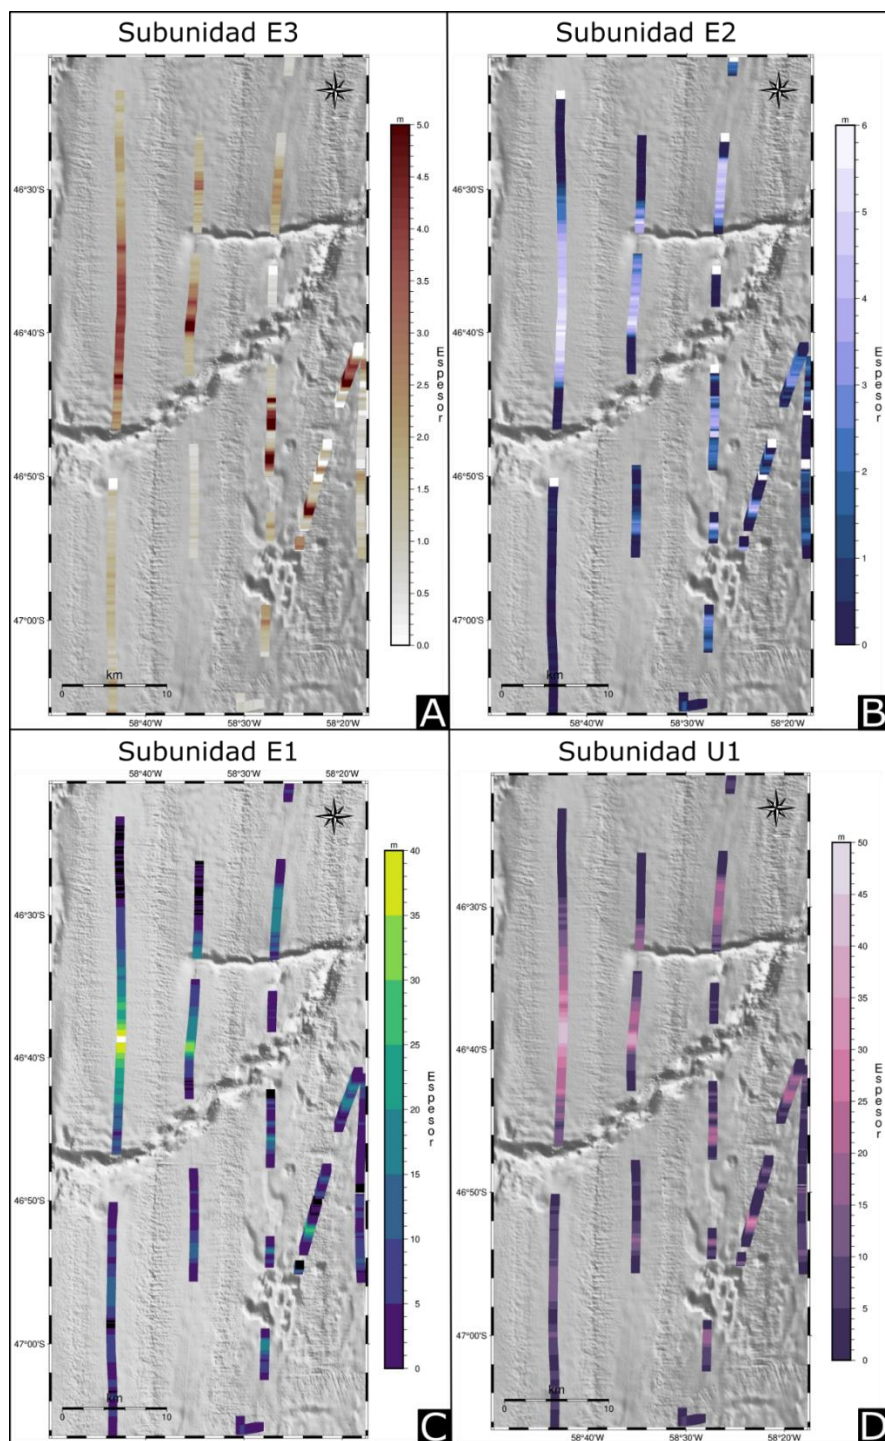 Subunidad E3
m
5.0
4.5
4.0
3.5
3.0
2.5
2.0
1.5
1.0
0.5
0.0
Espesor
46°30'S
46°40'S
46°50'S
47°00'S
km
0 10
58°40'W 58°30'W 58°20'W
A
Subunidad E2
m
6
5
4
3
2
1
0
Espesor
46°30'S
46°40'S
46°50'S
47°00'S
km
0 10
58°40'W 58°30'W 58°20'W
B
Subunidad E1
58°40'W 58°30'W 58°20'W
m
40
35
30
25
20
15
10
5
0
Espesor
46°30'S
46°40'S
46°50'S
47°00'S
km
0 10
C
Subunidad U1
m
50
45
40
35
30
25
20
15
10
5
0
Espesor
46°30'S
46°40'S
46°50'S
47°00'S
km
0 10
58°40'W 58°30'W 58°20'W
D